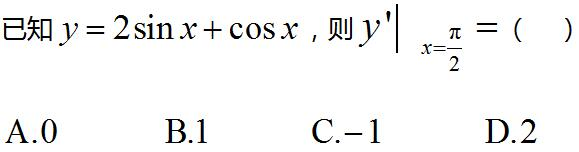 已知 y = 2sin x + cos x，则 y'| x=π/2 =（　）
A.0　B.1　C.−1　D.2